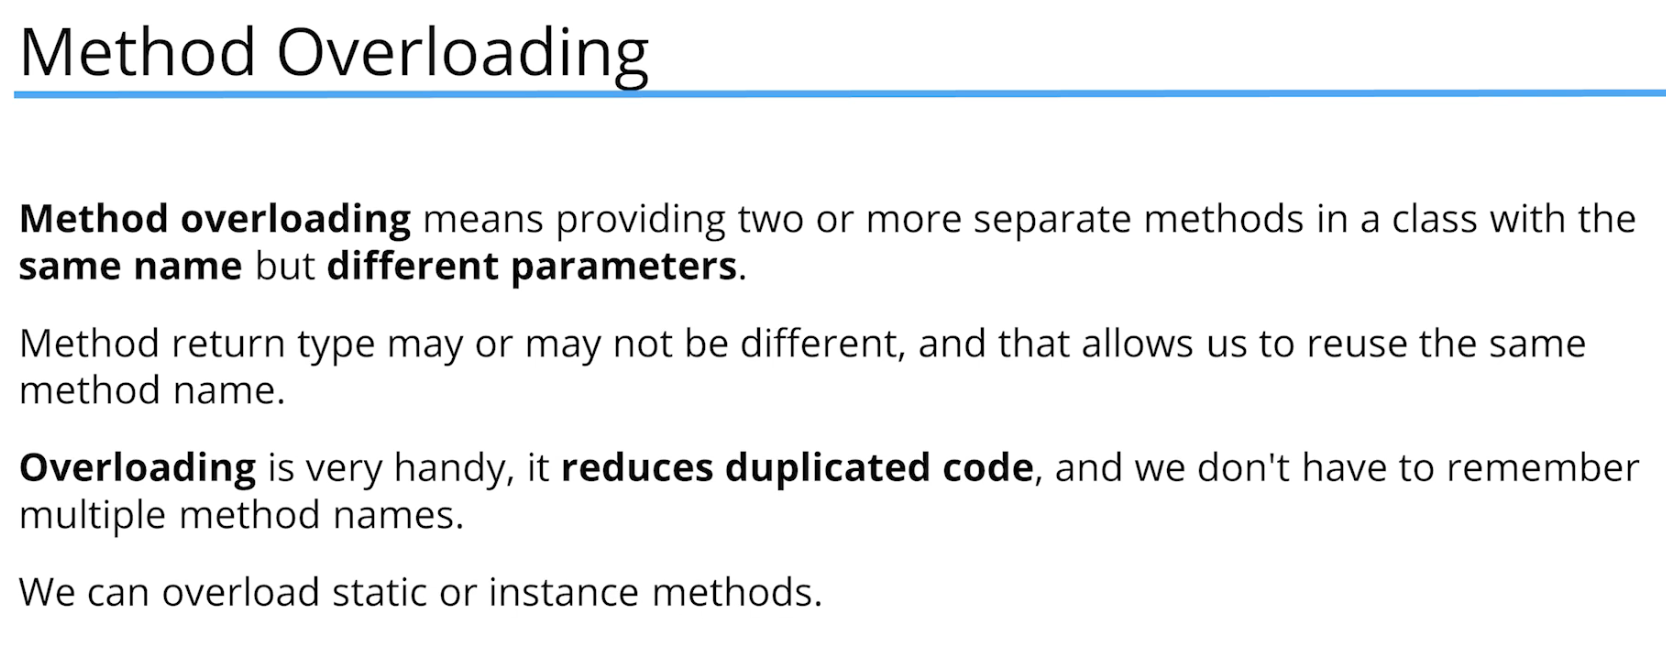 Method Overloading
Method overloading means providing two or more separate methods in a class with the
same name but different parameters.
Method return type may or may not be different, and that allows us to reuse the same
method name.
Overloading is very handy, it reduces duplicated code, and we don't have to remember
multiple method names.
We can overload static or instance methods.